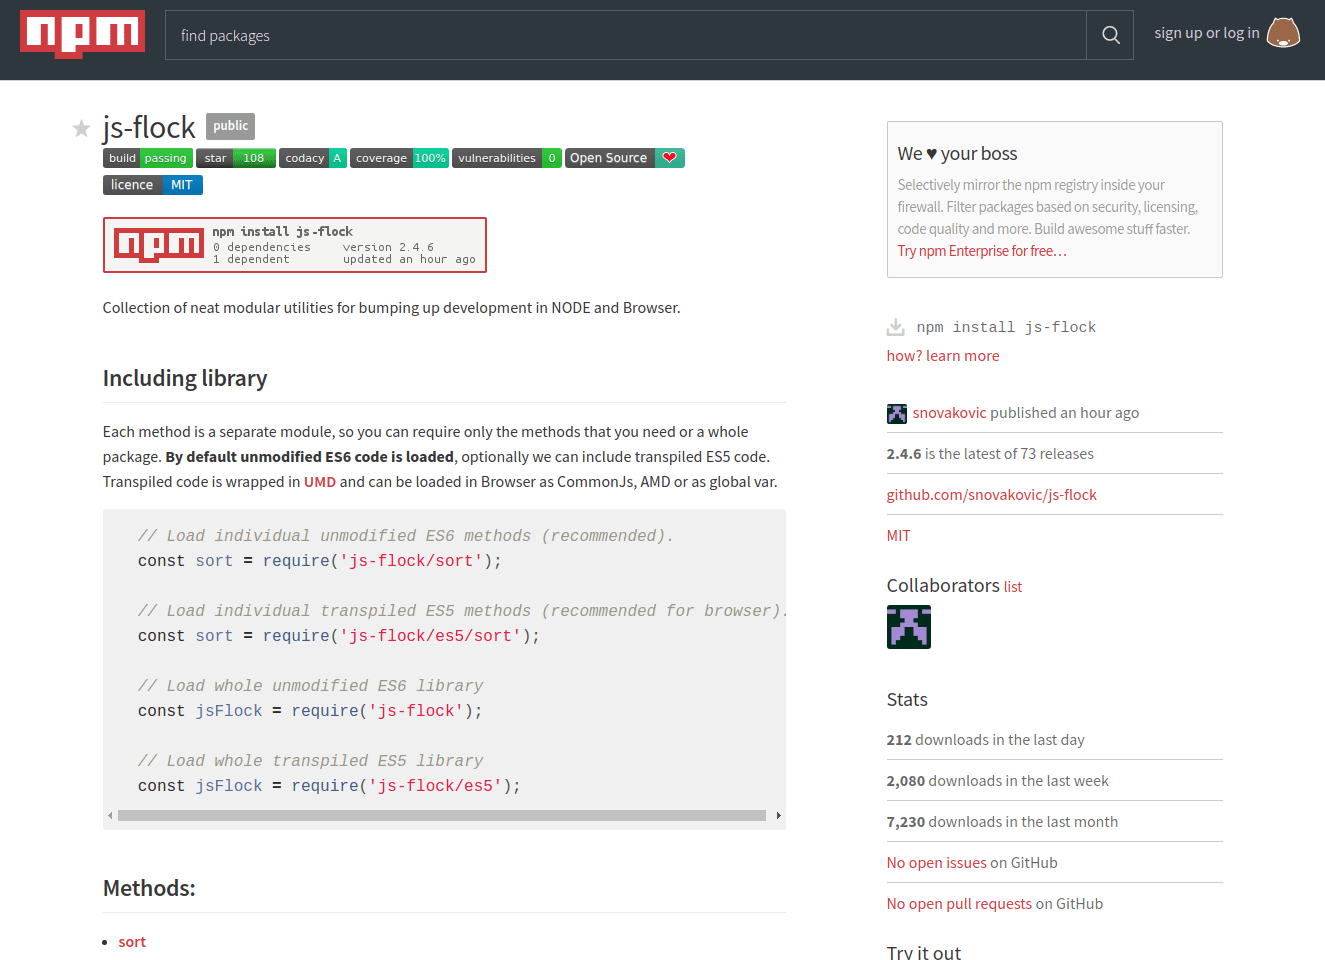 npm
find packages
sign up or log in
js-flock public
build passing star 108 codacy A coverage 100% vulnerabilities 0 Open Source
licence MIT
npm
npm install js-flock
0 dependencies version 2.4.6
1 dependent updated an hour ago
Collection of neat modular utilities for bumping up development in NODE and Browser.
Including library
Each method is a separate module, so you can require only the methods that you need or a whole
package. By default unmodified ES6 code is loaded, optionally we can include transpiled ES5 code.
Transpiled code is wrapped in UMD and can be loaded in Browser as CommonJs, AMD or as global var.
// Load individual unmodified ES6 methods (recommended).
const sort = require('js-flock/sort');
// Load individual transpiled ES5 methods (recommended for browser).
const sort = require('js-flock/es5/sort');
// Load whole unmodified ES6 library
const jsFlock = require('js-flock');
// Load whole transpiled ES5 library
const jsFlock = require('js-flock/es5');
Methods:
sort
We ♥ your boss
Selectively mirror the npm registry inside your
firewall. Filter packages based on security, licensing,
code quality and more. Build awesome stuff faster.
Try npm Enterprise for free…
npm install js-flock
how? learn more
snovakovic published an hour ago
2.4.6 is the latest of 73 releases
github.com/snovakovic/js-flock
MIT
Collaborators list
Stats
212 downloads in the last day
2,080 downloads in the last week
7,230 downloads in the last month
No open issues on GitHub
No open pull requests on GitHub
Try it out